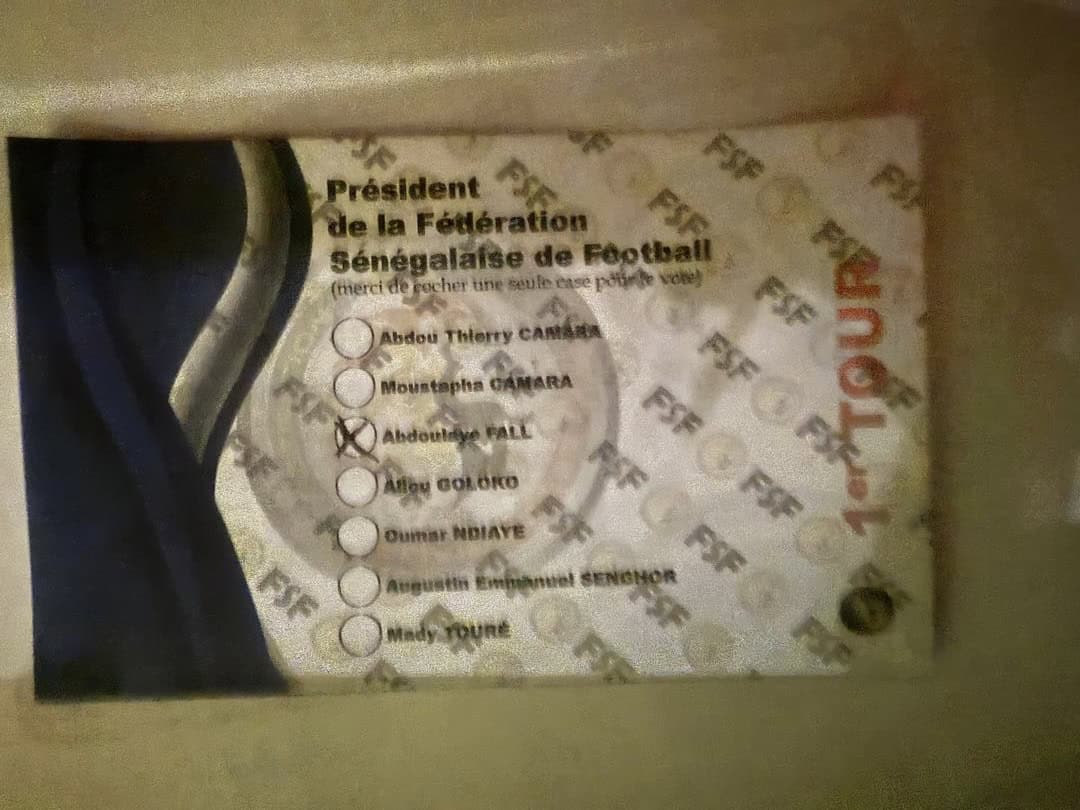 Président
de la Fédération
Sénégalaise de Football
(merci de cocher une seule case pour le vote)
Abdou Thierry CAMARA
Moustapha CAMARA
Abdoulaye FALL
Aliou GOLOKO
Oumar NDIAYE
Augustin Emmanuel SENGHOR
Mady TOURÉ
1er TOUR
FSF